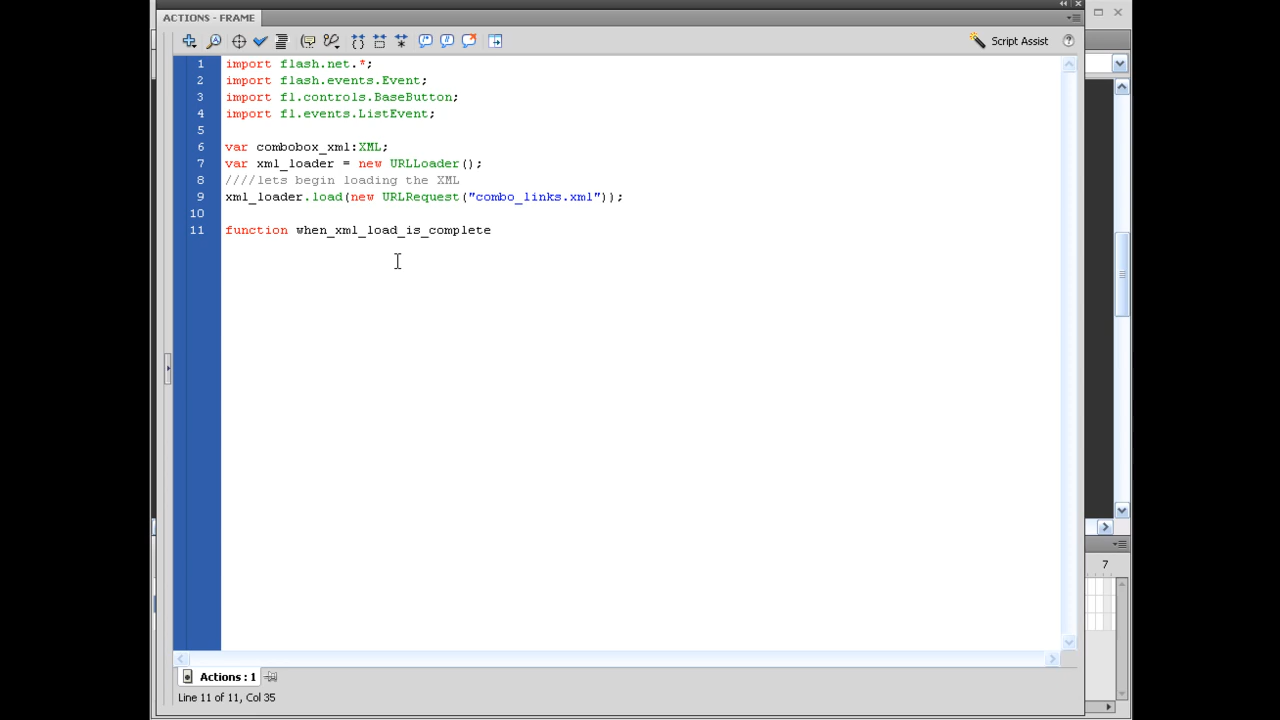 ACTIONS - FRAME
Script Assist
1 import flash.net.*;
2 import flash.events.Event;
3 import fl.controls.BaseButton;
4 import fl.events.ListEvent;
5
6 var combobox_xml:XML;
7 var xml_loader = new URLLoader();
8 ////lets begin loading the XML
9 xml_loader.load(new URLRequest("combo_links.xml"));
10
11 function when_xml_load_is_complete
7
Actions : 1
Line 11 of 11, Col 35